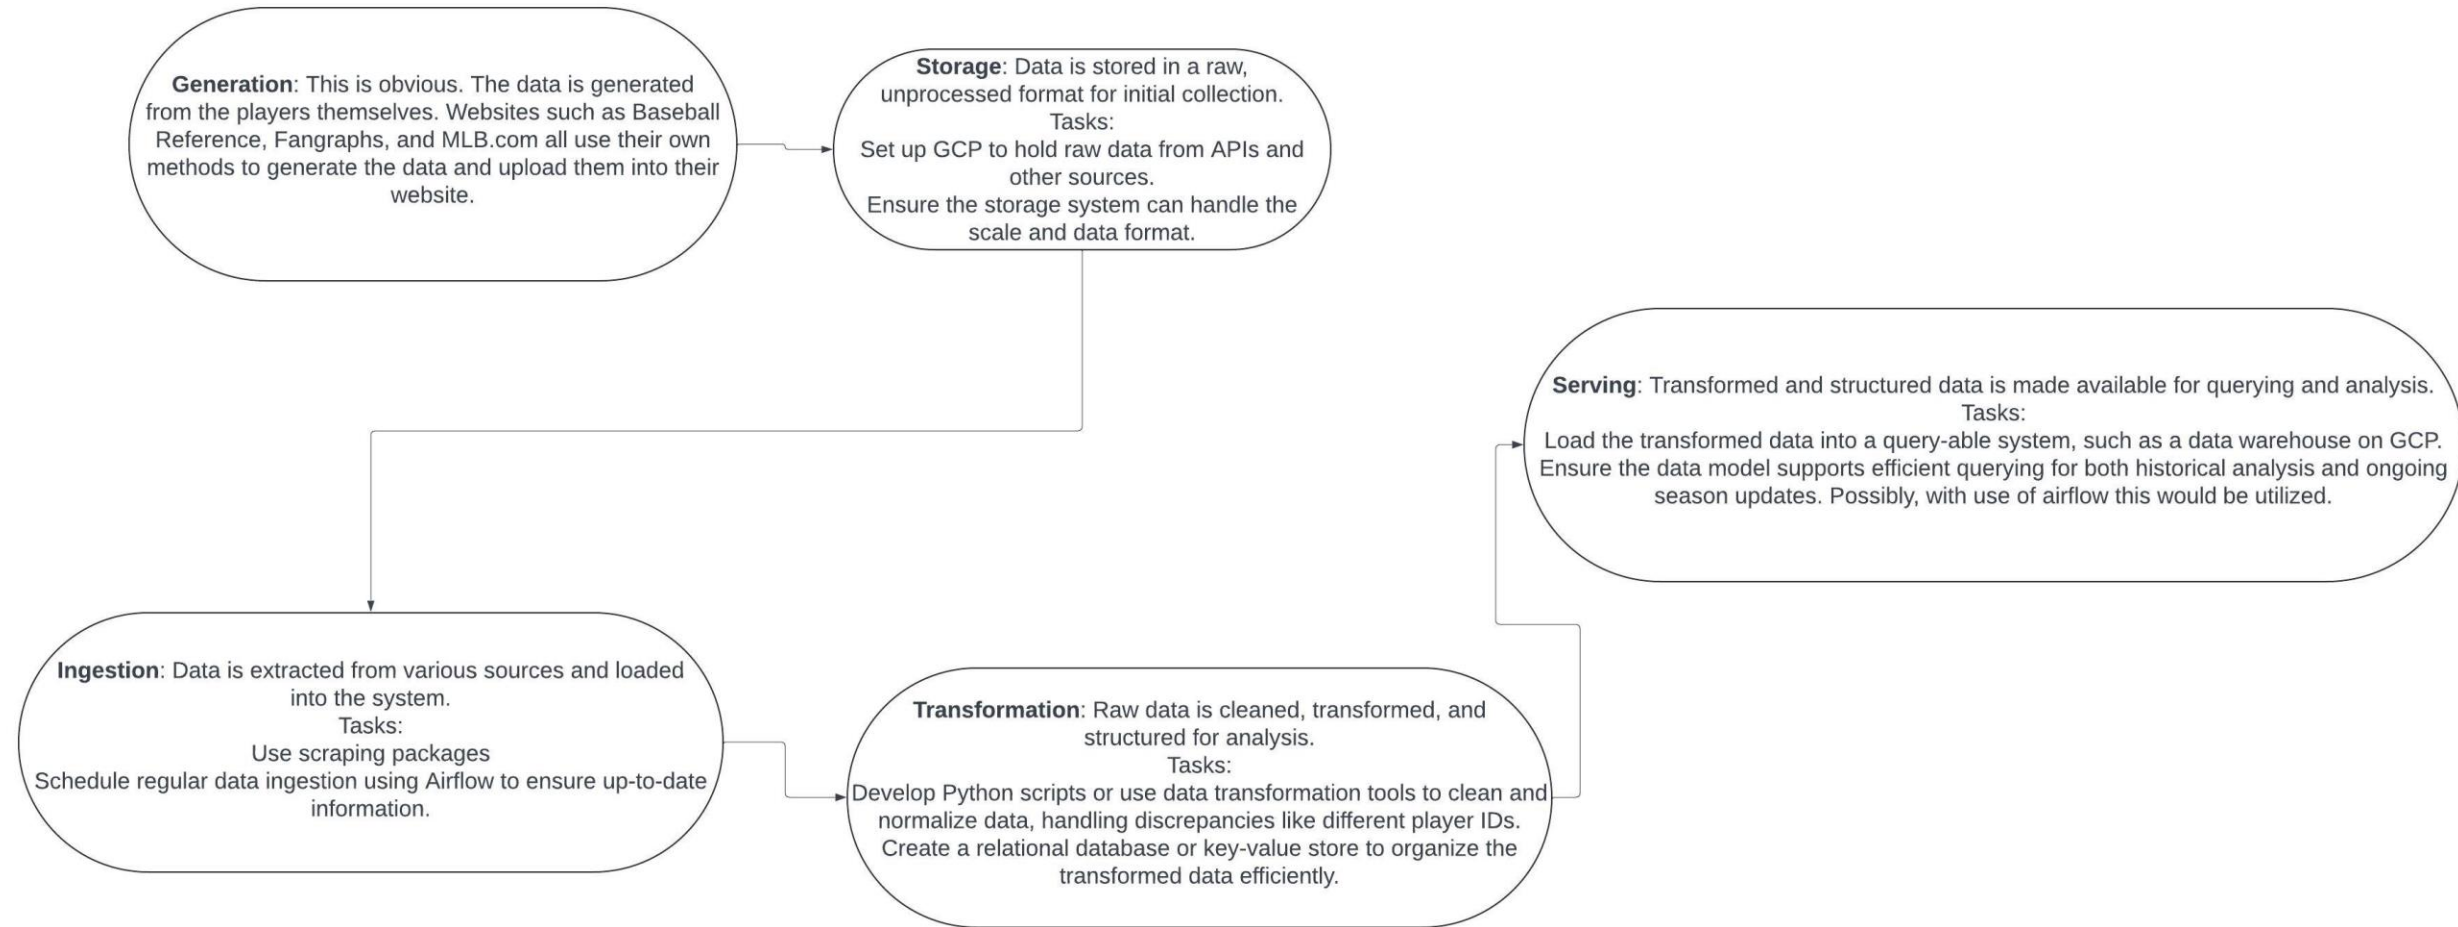 Generation: This is obvious. The data is generated
from the players themselves. Websites such as Baseball
Reference, Fangraphs, and MLB.com all use their own
methods to generate the data and upload them into their
website.
Storage: Data is stored in a raw,
unprocessed format for initial collection.
Tasks:
Set up GCP to hold raw data from APIs and
other sources.
Ensure the storage system can handle the
scale and data format.
Ingestion: Data is extracted from various sources and loaded
into the system.
Tasks:
Use scraping packages
Schedule regular data ingestion using Airflow to ensure up-to-date
information.
Transformation: Raw data is cleaned, transformed, and
structured for analysis.
Tasks:
Develop Python scripts or use data transformation tools to clean and
normalize data, handling discrepancies like different player IDs.
Create a relational database or key-value store to organize the
transformed data efficiently.
Serving: Transformed and structured data is made available for querying and analysis.
Tasks:
Load the transformed data into a query-able system, such as a data warehouse on GCP.
Ensure the data model supports efficient querying for both historical analysis and ongoing
season updates. Possibly, with use of airflow this would be utilized.